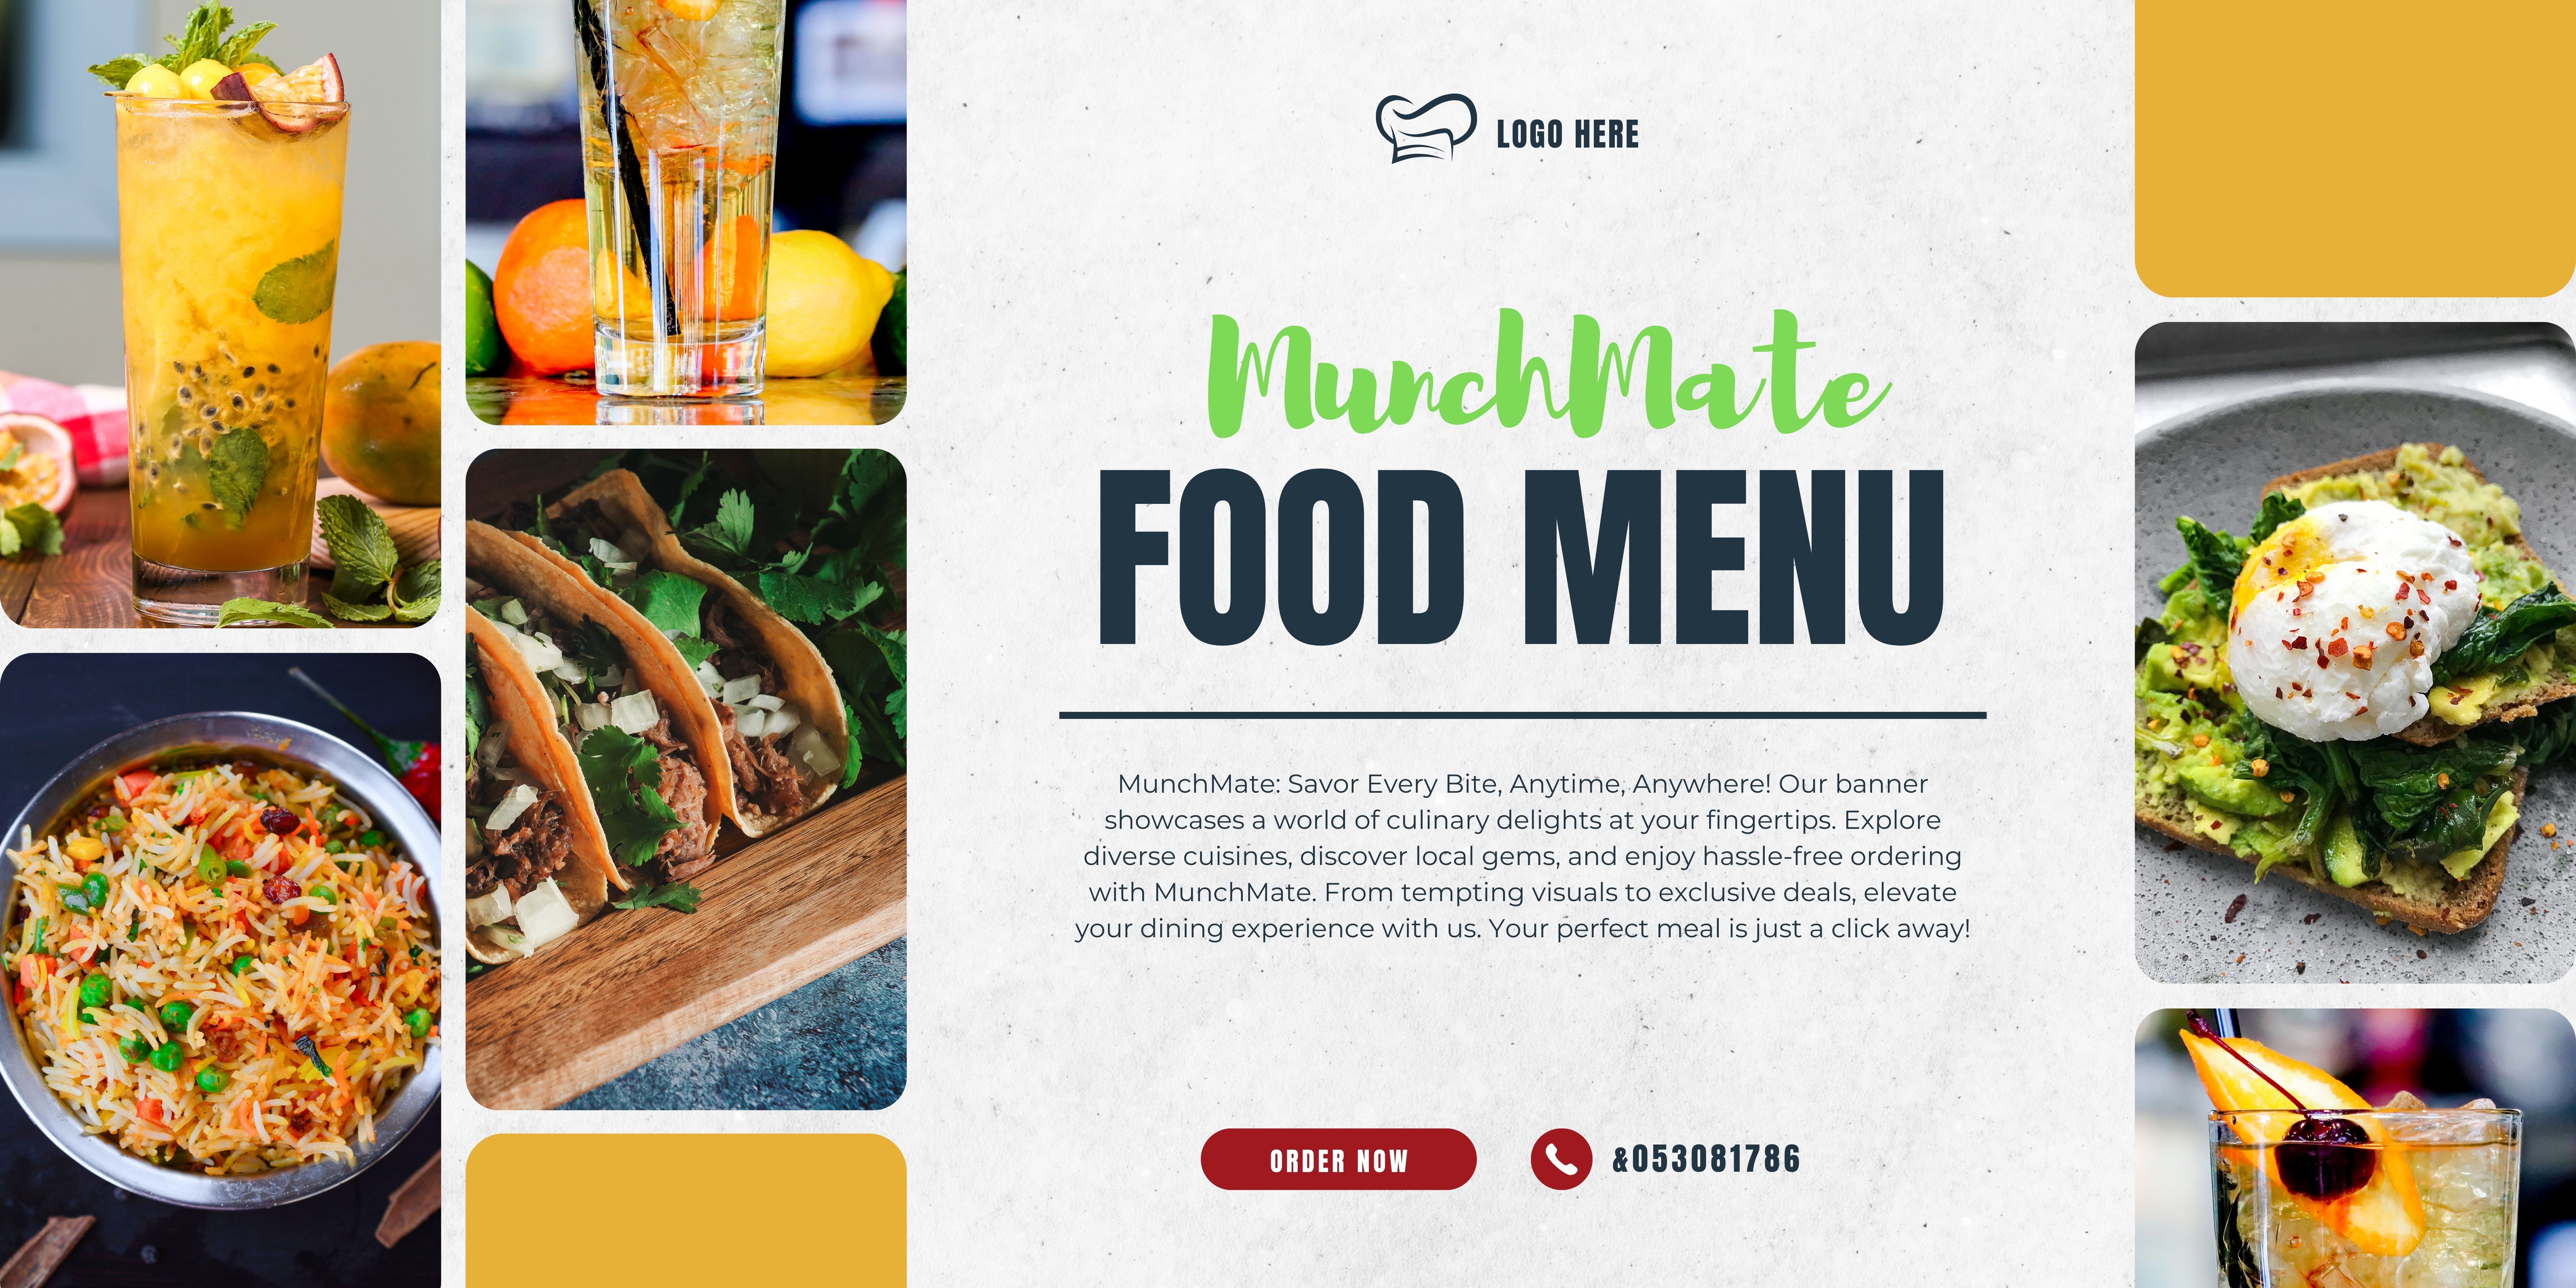 LOGO HERE
MunchMate
FOOD MENU
MunchMate: Savor Every Bite, Anytime, Anywhere! Our banner
showcases a world of culinary delights at your fingertips. Explore
diverse cuisines, discover local gems, and enjoy hassle-free ordering
with MunchMate. From tempting visuals to exclusive deals, elevate
your dining experience with us. Your perfect meal is just a click away!
ORDER NOW
&053081786